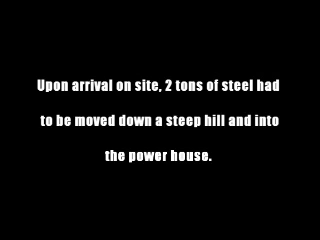 Upon arrival on site, 2 tons of steel had
to be moved down a steep hill and into
the power house.